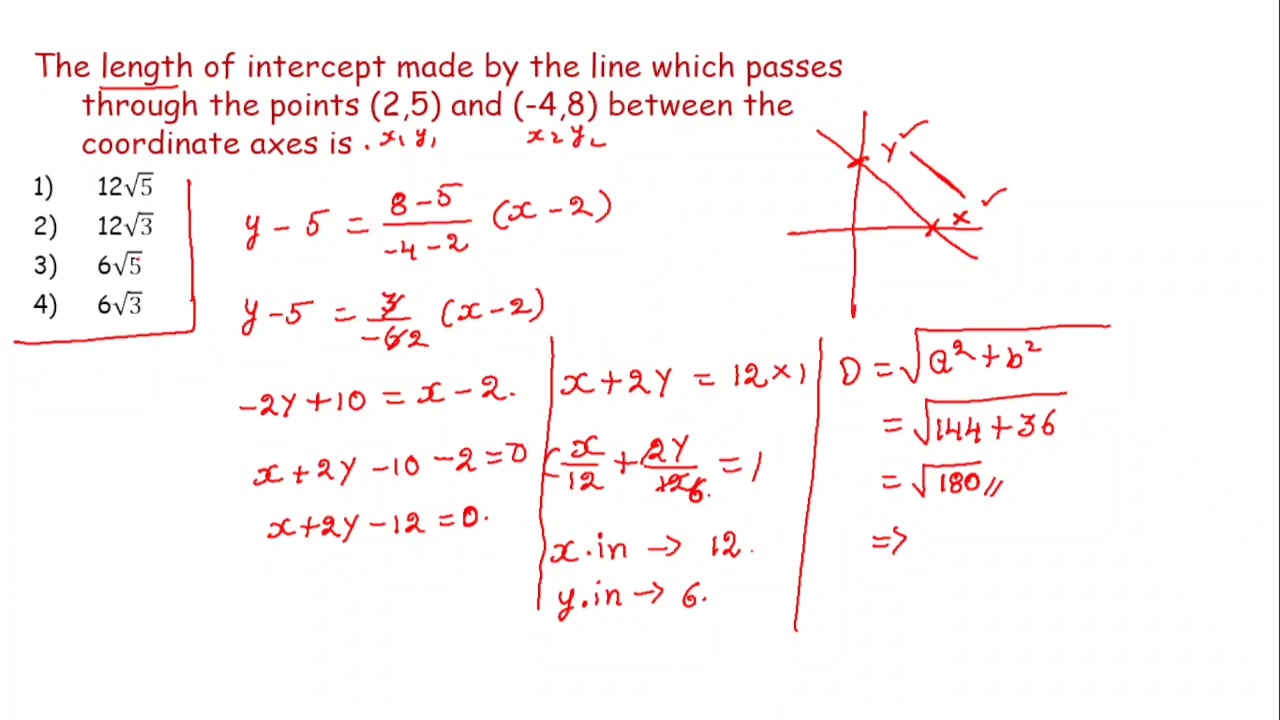 The length of intercept made by the line which passes
through the points (2,5) and (-4,8) between the
coordinate axes is .
x₁ y₁ x₂ y₂
1) 12√5
2) 12√3
3) 6√5
4) 6√3
y - 5 = 8-5/-4-2 (x-2)
y-5 = 3/-6 2 (x-2)
-2y+10 = x-2.
x+2y-10-2=0
x+2y-12=0.
x+2y = 12×1
x/12 + 2y/12 6. = 1
x.in → 12.
y.in → 6.
y ✓
x ✓
D = √a²+b²
= √144+36
= √180 //
=>